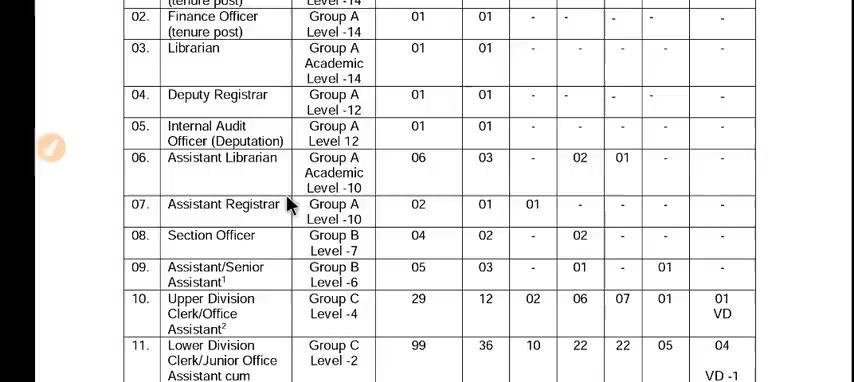 (tenure post) Level -14
02. Finance Officer Group A 01 01 - - - - -
(tenure post) Level -14
03. Librarian Group A 01 01 - - - - -
Academic
Level -14
04. Deputy Registrar Group A 01 01 - - - - -
Level -12
05. Internal Audit Group A 01 01 - - - - -
Officer (Deputation) Level 12
06. Assistant Librarian Group A 06 03 - 02 01 - -
Academic
Level -10
07. Assistant Registrar Group A 02 01 01 - - - -
Level -10
08. Section Officer Group B 04 02 - 02 - - -
Level -7
09. Assistant/Senior Group B 05 03 - 01 - 01 -
Assistant¹ Level -6
10. Upper Division Group C 29 12 02 06 07 01 01
Clerk/Office Level -4 VD
Assistant²
11. Lower Division Group C 99 36 10 22 22 05 04
Clerk/Junior Office Level -2
Assistant cum VD -1